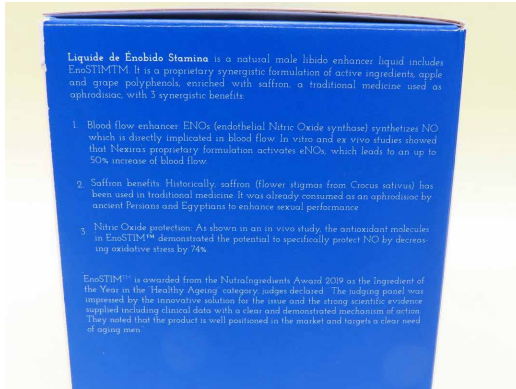 Liquide de Énobido Stamina is a natural male libido enhancer liquid includes
EnoSTIMTM. It is a proprietary synergistic formulation of active ingredients, apple
and grape polyphenols, enriched with saffron, a traditional medicine used as
aphrodisiac, with 3 synergistic benefits:
1. Blood flow enhancer: ENOs (endothelial Nitric Oxide synthase) synthetizes NO
which is directly implicated in blood flow. In vitro and ex vivo studies showed
that Nexira's proprietary formulation activates eNOs, which leads to an up to
50% increase of blood flow.
2. Saffron benefits: Historically, saffron (flower stigmas from Crocus sativus) has
been used in traditional medicine. It was already consumed as an aphrodisiac by
ancient Persians and Egyptians to enhance sexual performance
3. Nitric Oxide protection: As shown in an in vivo study, the antioxidant molecules
in EnoSTIM™ demonstrated the potential to specifically protect NO by decreas-
ing oxidative stress by 74%.
EnoSTIM™ is awarded from the NutraIngredients Award 2019 as the Ingredient of
the Year in the 'Healthy Ageing' category, judges declared: The judging panel was
impressed by the innovative solution for the issue and the strong scientific evidence
supplied including clinical data with a clear and demonstrated mechanism of action.
They noted that the product is well positioned in the market and targets a clear need
of aging men